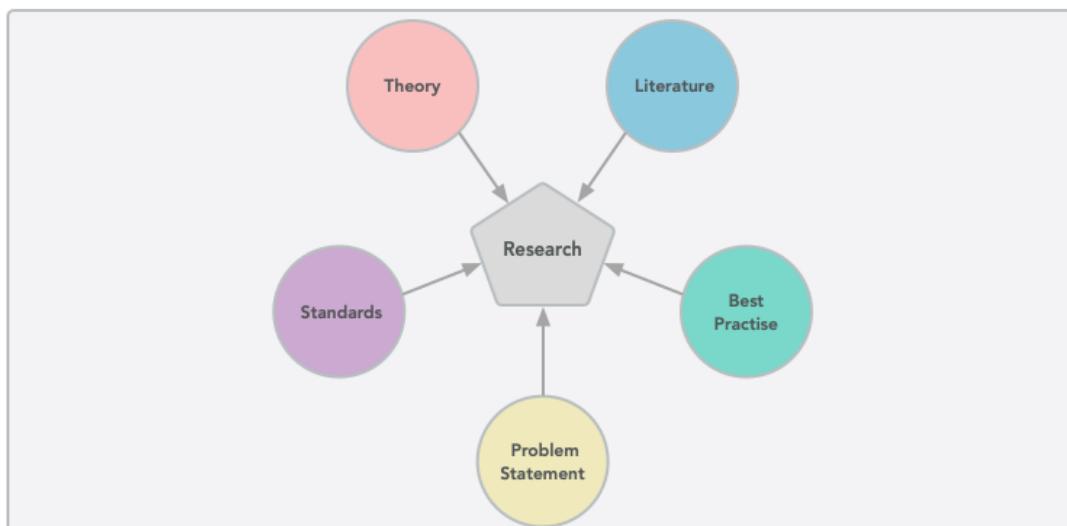 Theory
Literature
Research
Standards
Best
Practise
Problem
Statement